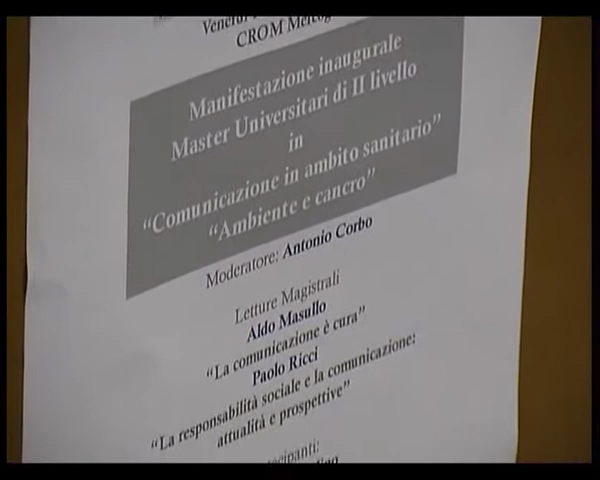 CROM
Manifestazione inaugurale
Master Universitari di II livello
in
“Comunicazione in ambito sanitario”
“Ambiente e cancro”
Moderatore: Antonio Corbo
Letture Magistrali
Aldo Masullo
“La comunicazione è cura”
Paolo Ricci
“La responsabilità sociale e la comunicazione:
attualità e prospettive”